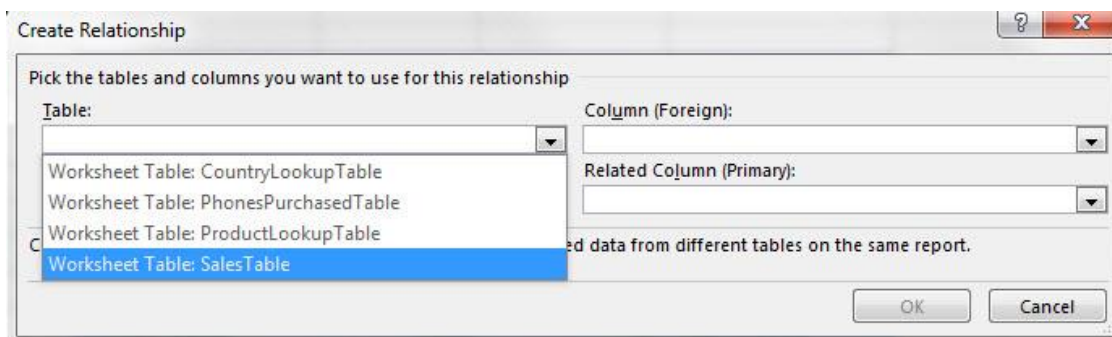 Create Relationship
?
X
Pick the tables and columns you want to use for this relationship
Table:
Column (Foreign):
Worksheet Table: CountryLookupTable
Related Column (Primary):
Worksheet Table: PhonesPurchasedTable
Worksheet Table: ProductLookupTable
C ed data from different tables on the same report.
Worksheet Table: SalesTable
OK
Cancel